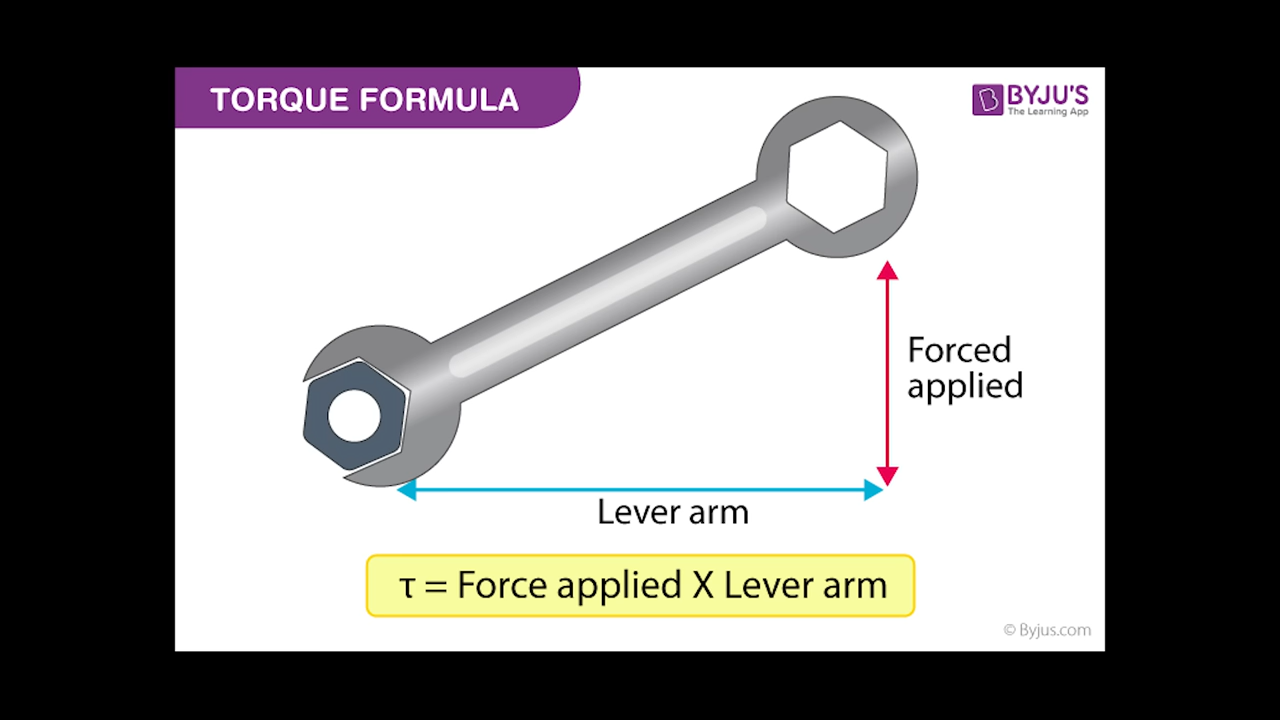 TORQUE FORMULA
BYJU'S
The Learning App
Forced
applied
Lever arm
τ = Force applied X Lever arm
© Byjus.com